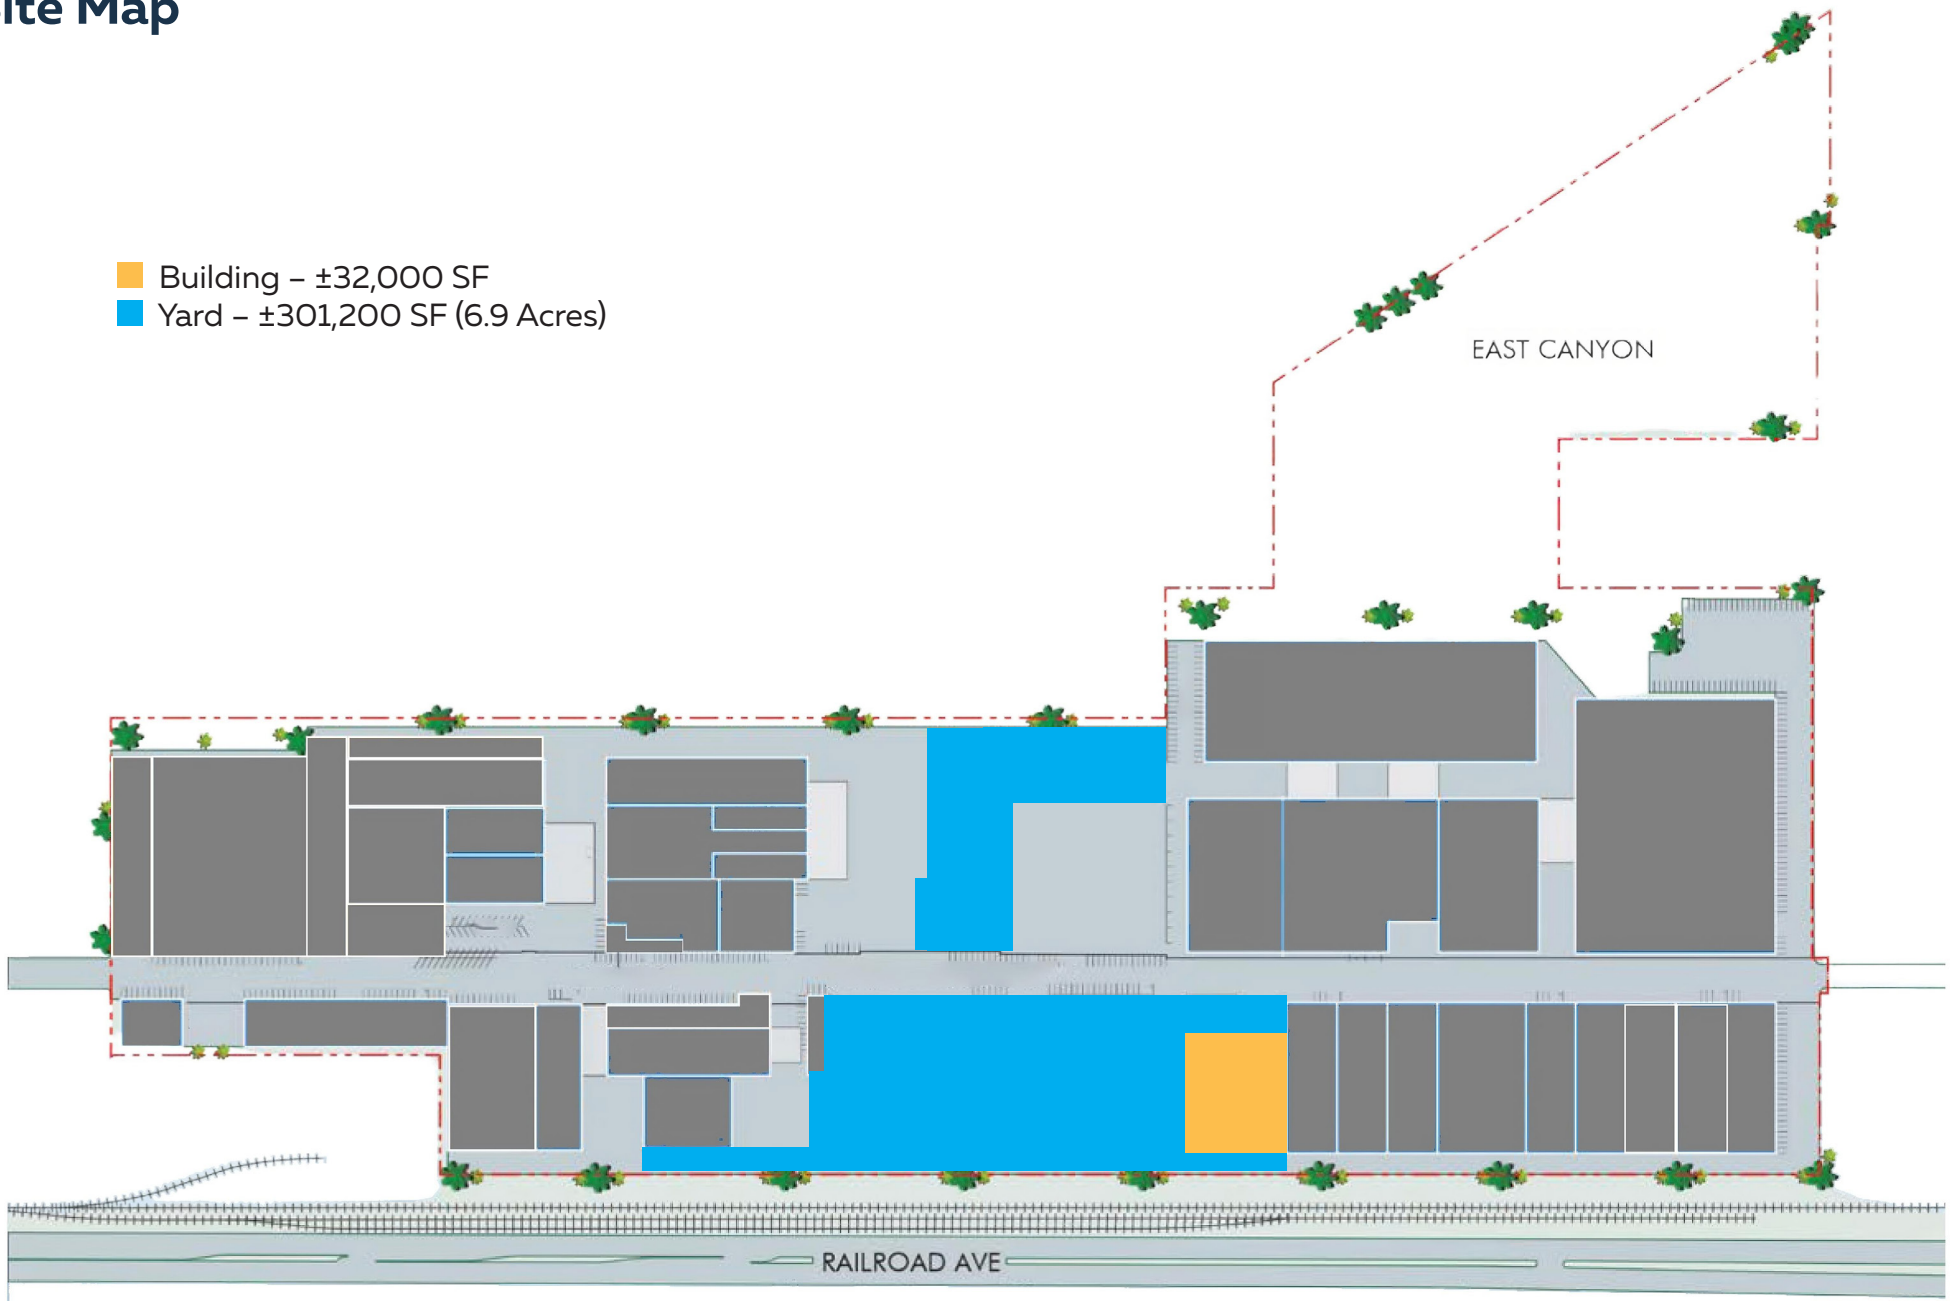 ite Map
Building – ±32,000 SF
Yard – ±301,200 SF (6.9 Acres)
EAST CANYON
RAILROAD AVE